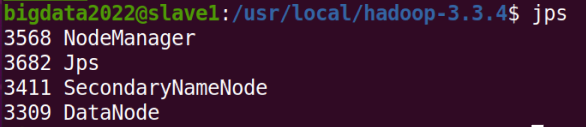 bigdata2022@slave1:/usr/local/hadoop-3.3.4$ jps
3568 NodeManager
3682 Jps
3411 SecondaryNameNode
3309 DataNode